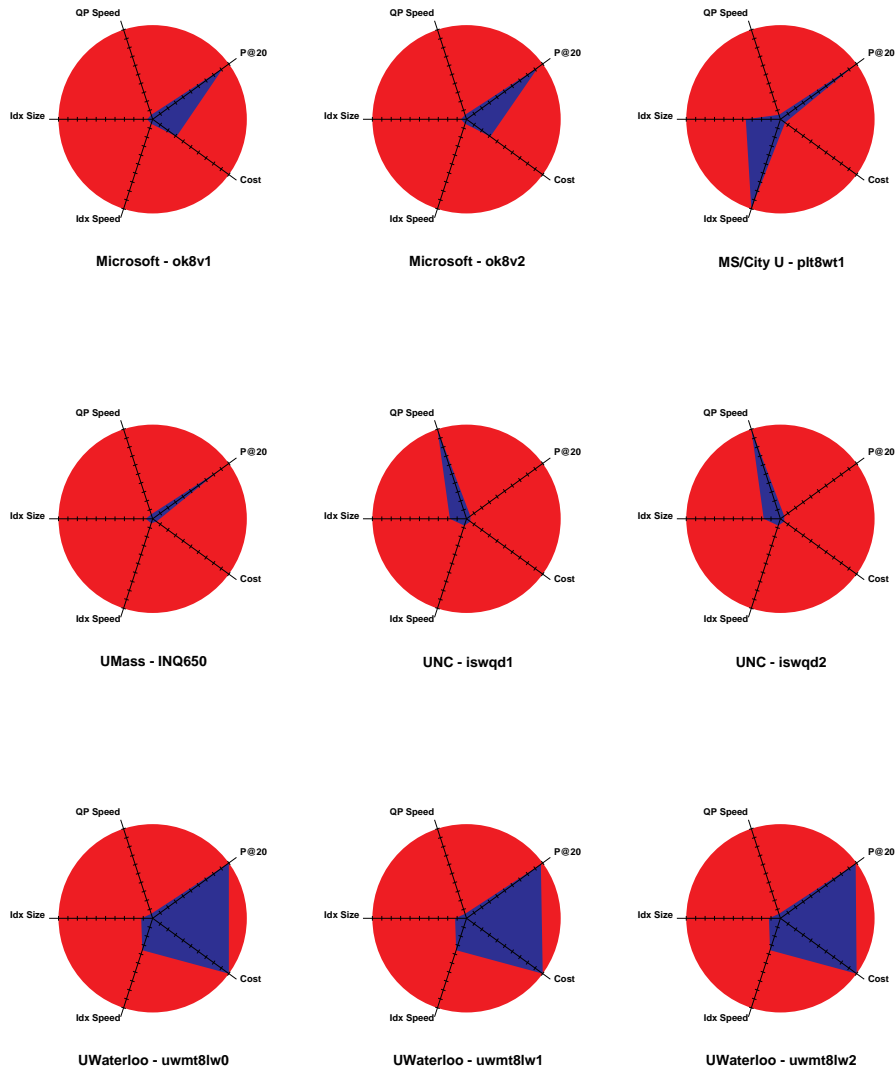 QP Speed
P@20
Idx Size
Cost
Idx Speed
Microsoft - ok8v1
QP Speed
P@20
Idx Size
Cost
Idx Speed
Microsoft - ok8v2
QP Speed
P@20
Idx Size
Cost
Idx Speed
MS/City U - plt8wt1
QP Speed
P@20
Idx Size
Cost
Idx Speed
UMass - INQ650
QP Speed
P@20
Idx Size
Cost
Idx Speed
UNC - iswqd1
QP Speed
P@20
Idx Size
Cost
Idx Speed
UNC - iswqd2
QP Speed
P@20
Idx Size
Cost
Idx Speed
UWaterloo - uwmt8lw0
QP Speed
P@20
Idx Size
Cost
Idx Speed
UWaterloo - uwmt8lw1
QP Speed
P@20
Idx Size
Cost
Idx Speed
UWaterloo - uwmt8lw2